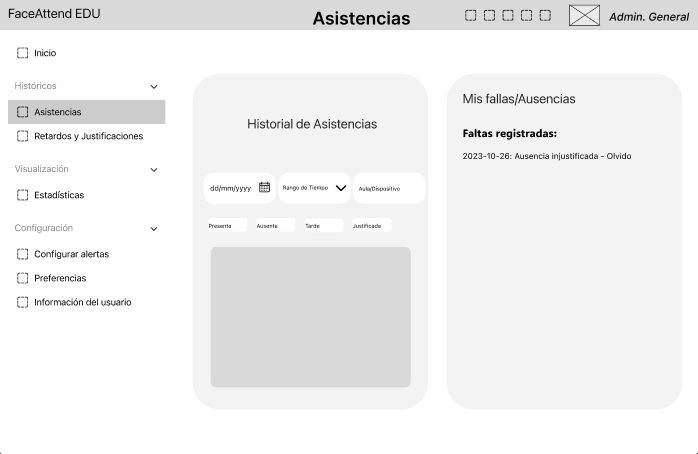 FaceAttend EDU
Asistencias
Admin. General
Inicio
Históricos
Asistencias
Retardos y Justificaciones
Visualización
Estadísticas
Configuración
Configurar alertas
Preferencias
Información del usuario
Historial de Asistencias
dd/mm/yyyy
Rango de Tiempo
Aula/Dispositivo
Presente
Ausente
Tarde
Justificada
Mis fallas/Ausencias
Faltas registradas:
2023-10-26: Ausencia injustificada - Olvido